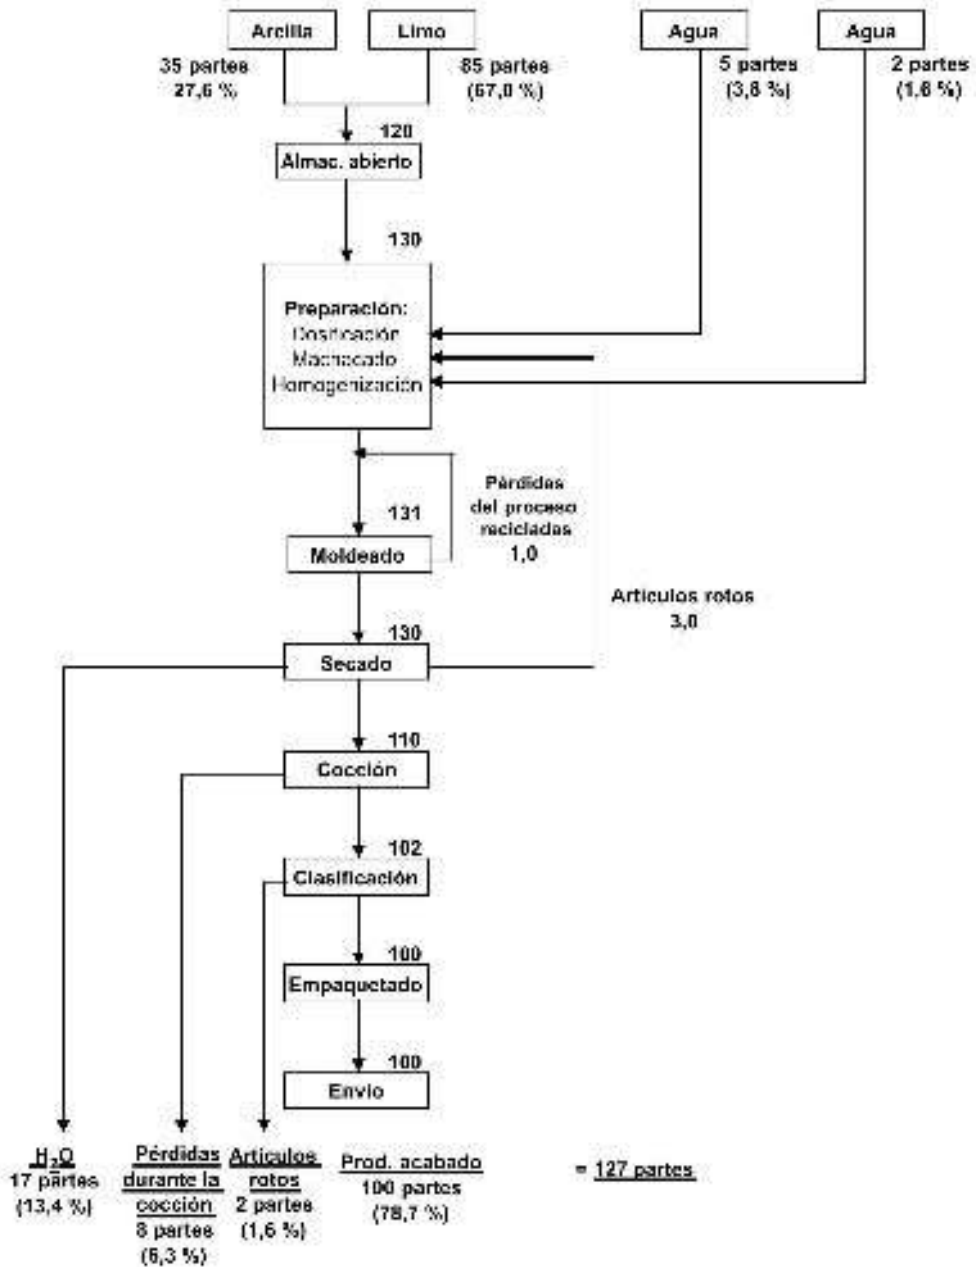 Arcilla
Limo
Agua
Agua
35 partes
27,6 %
85 partes
(67,0 %)
5 partes
(3,8 %)
2 partes
(1,6 %)
120
Almac. abierto
130
Preparación:
Dosificación
Machacado
Homogenización
131
Moldeado
Pérdidas
del proceso
recicladas
1,0
Artículos rotos
3,0
130
Secado
110
Cocción
102
Clasificación
100
Empaquetado
100
Envío
H2O
17 partes
(13,4 %)
Pérdidas
durante la
cocción
8 partes
(6,3 %)
Artículos
rotos
2 partes
(1,6 %)
Prod. acabado
100 partes
(78,7 %)
= 127 partes